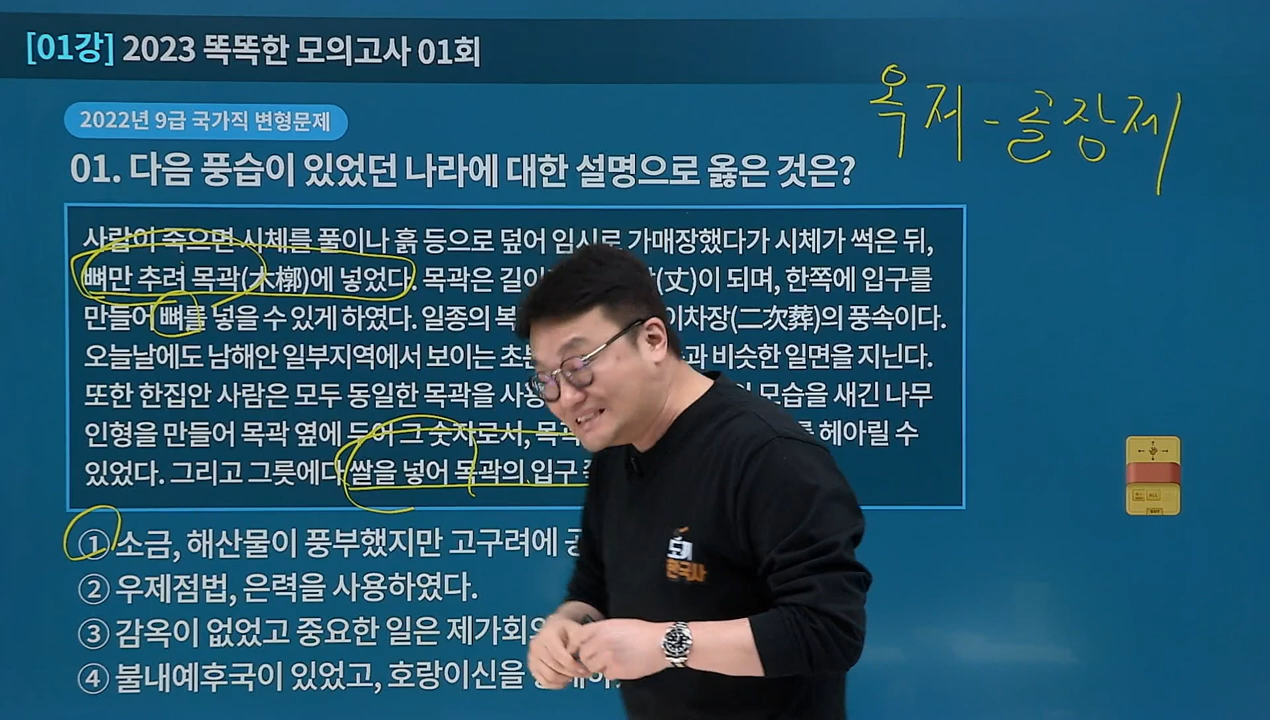 [01강] 2023 똑똑한 모의고사 01회
옥저-골장제
2022년 9급 국가직 변형문제
01. 다음 풍습이 있었던 나라에 대한 설명으로 옳은 것은?
사람이 죽으면 시체를 풀이나 흙 등으로 덮어 임시로 가매장했다가 시체가 썩은 뒤,
뼈만 추려 목곽(木槨)에 넣었다. 목곽은 (丈)이 되며, 한쪽에 입구를
만들어 뼈를 넣을 수 있게 하였다. 일종의 이차장(二次葬)의 풍속이다.
오늘날에도 남해안 일부지역에서 보이는 비슷한 일면을 지닌다.
또한 한집안 사람은 모두 동일한 목곽을 모습을 새긴 나무
인형을 만들어 목곽 옆에 두어 그 숫자로서, 헤아릴 수
있었다. 그리고 그릇에다 쌀을 넣어 목곽의 입구
① 소금, 해산물이 풍부했지만 고구려에
② 우제점법, 은력을 사용하였다.
③ 감옥이 없었고 중요한 일은
④ 불내예후국이 있었고, 호랑이신을
한국사